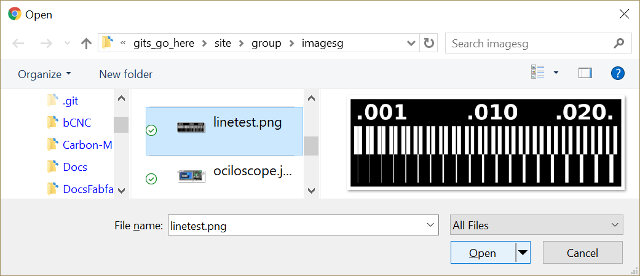 Open
« gits_go_here > site > group > imagesg
Search imagesg
Organize
New folder
.git
bCNC
Carbon-M
Docs
DocsFabfa
linetest.png
ociloscope.j...
.001 .010 .020.
File name: linetest.png
All Files
Open
Cancel